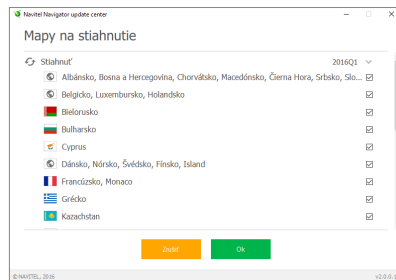 Navitel Navigator update center
Mapy na stiahnutie
Stiahnuť 2016Q1
Albánsko, Bosna a Hercegovina, Chorvátsko, Macedónsko, Čierna Hora, Srbsko, Slo...
Belgicko, Luxembursko, Holandsko
Bielorusko
Bulharsko
Cyprus
Dánsko, Nórsko, Švédsko, Fínsko, Island
Francúzsko, Monaco
Grécko
Kazachstan
Zrušiť Ok
© NAVITEL, 2016 v2.0.0.1